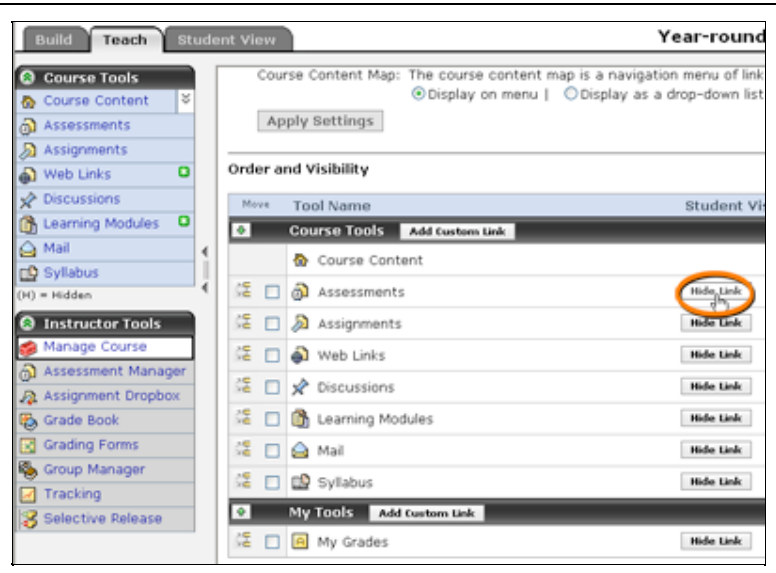 Build Teach Student View
Year-round
Course Tools
Course Content
Assessments
Assignments
Web Links
Discussions
Learning Modules
Mail
Syllabus
(H) = Hidden
Instructor Tools
Manage Course
Assessment Manager
Assignment Dropbox
Grade Book
Grading Forms
Group Manager
Tracking
Selective Release
Course Content Map: The course content map is a navigation menu of link
Display on menu | Display as a drop-down list
Apply Settings
Order and Visibility
Move Tool Name Student Vis
Course Tools Add Custom Link
Course Content
Assessments Hide Link
Assignments Hide Link
Web Links Hide Link
Discussions Hide Link
Learning Modules Hide Link
Mail Hide Link
Syllabus Hide Link
My Tools Add Custom Link
My Grades Hide Link